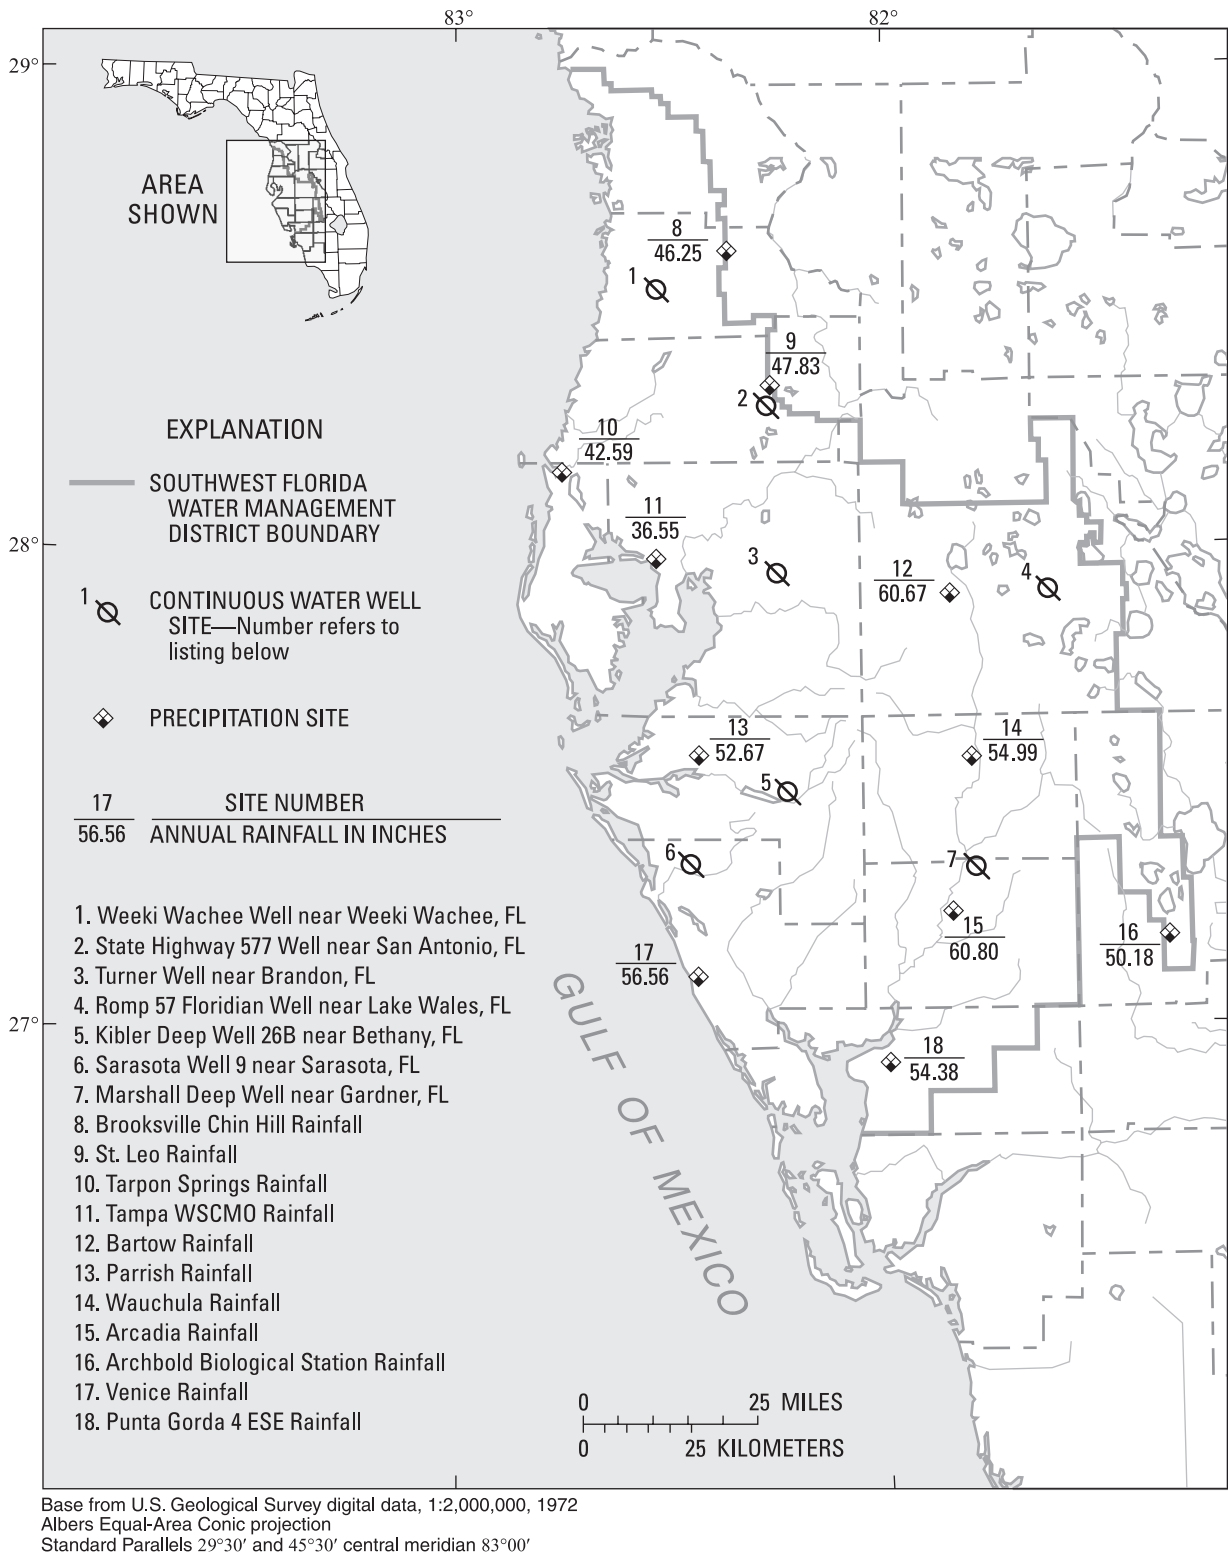 83°
82°
29°
AREA
SHOWN
8
46.25
1
9
47.83
2
EXPLANATION
10
42.59
SOUTHWEST FLORIDA
WATER MANAGEMENT
DISTRICT BOUNDARY
11
36.55
28°
3
12
60.67
4
1
CONTINUOUS WATER WELL
SITE—Number refers to
listing below
PRECIPITATION SITE
13
52.67
14
54.99
5
17
56.56
SITE NUMBER
ANNUAL RAINFALL IN INCHES
6
7
15
60.80
16
50.18
17
56.56
27°
18
54.38
GULF OF MEXICO
1. Weeki Wachee Well near Weeki Wachee, FL
2. State Highway 577 Well near San Antonio, FL
3. Turner Well near Brandon, FL
4. Romp 57 Floridian Well near Lake Wales, FL
5. Kibler Deep Well 26B near Bethany, FL
6. Sarasota Well 9 near Sarasota, FL
7. Marshall Deep Well near Gardner, FL
8. Brooksville Chin Hill Rainfall
9. St. Leo Rainfall
10. Tarpon Springs Rainfall
11. Tampa WSCMO Rainfall
12. Bartow Rainfall
13. Parrish Rainfall
14. Wauchula Rainfall
15. Arcadia Rainfall
16. Archbold Biological Station Rainfall
17. Venice Rainfall
18. Punta Gorda 4 ESE Rainfall
0 25 MILES
0 25 KILOMETERS
Base from U.S. Geological Survey digital data, 1:2,000,000, 1972
Albers Equal-Area Conic projection
Standard Parallels 29°30′ and 45°30′ central meridian 83°00′